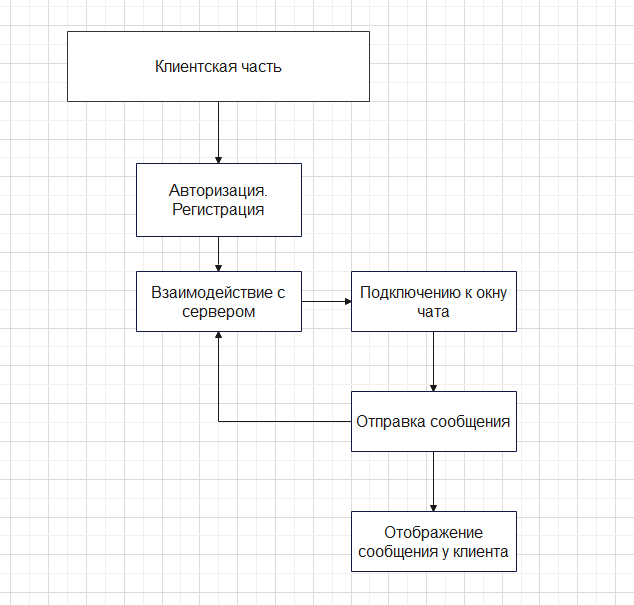 Клиентская часть
Авторизация.
Регистрация
Взаимодействие с
сервером
Подключению к окну
чата
Отправка сообщения
Отображение
сообщения у клиента